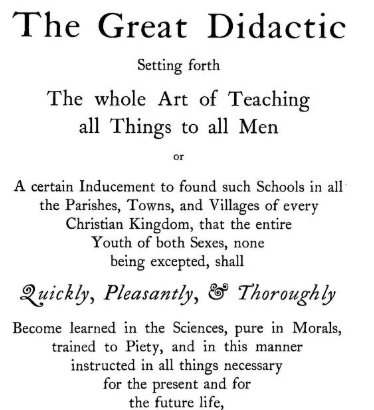 The Great Didactic
Setting forth
The whole Art of Teaching
all Things to all Men
or
A certain Inducement to found such Schools in all
the Parishes, Towns, and Villages of every
Christian Kingdom, that the entire
Youth of both Sexes, none
being excepted, shall
Quickly, Pleasantly, & Thoroughly
Become learned in the Sciences, pure in Morals,
trained to Piety, and in this manner
instructed in all things necessary
for the present and for
the future life,